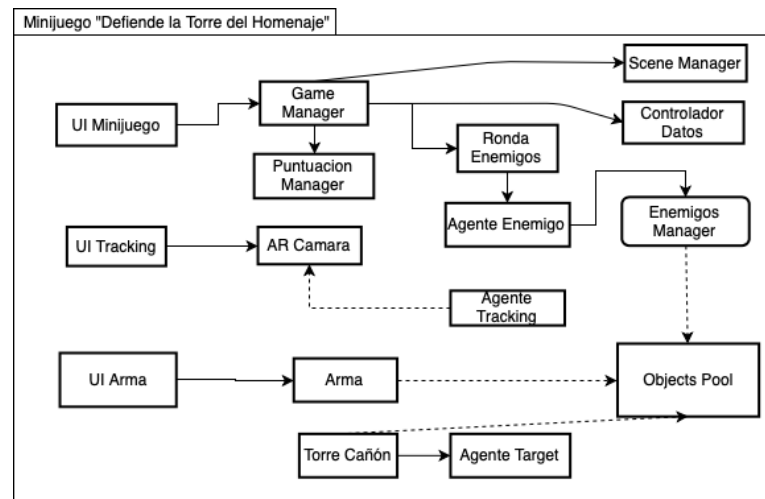 Minijuego "Defiende la Torre del Homenaje"
Scene Manager
Game
Manager
UI Minijuego
Controlador
Datos
Ronda
Enemigos
Puntuacion
Manager
Agente Enemigo
Enemigos
Manager
UI Tracking
AR Camara
Agente
Tracking
UI Arma
Arma
Objects Pool
Torre Cañón
Agente Target